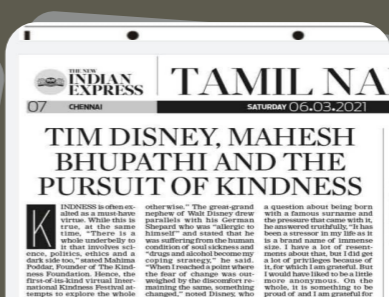 THE NEW
INDIAN
EXPRESS
TAMIL NA
07 CHENNAI SATURDAY 06.03.2021
TIM DISNEY, MAHESH
BHUPATHI AND THE
PURSUIT OF KINDNESS
KINDNESS is often ex-
alted as a must-have
virtue. While this is
true, at the same
time, “There is a
whole underbelly to
it that involves sci-
ence, politics, ethics and a
dark side too,” stated Mahima
Poddar, Founder of The Kind-
ness Foundation. Hence, the
first-of-its-kind virtual Inter-
national Kindness Festival at-
tempts to explore the whole
otherwise.” The great-grand
nephew of Walt Disney drew
parallels with his German
Shepard who was “allergic to
himself” and stated that he
was suffering from the human
condition of soul sickness and
“drugs and alcohol became my
coping strategy,” he said.
“When I reached a point where
the fear of change was out-
weighed by the discomfort re-
maining the same, something
changed,” noted Disney, who
a question about being born
with a famous surname and
the pressure that came with it,
he answered truthfully, “It has
been a stressor in my life as it
is a brand name of immense
size. I have a lot of resent-
ments about that, but I did get
a lot of privileges because of
it, for which I am grateful. But
I would have liked to be a little
more anonymous. On the
whole, it is something to be
proud of and I am grateful for